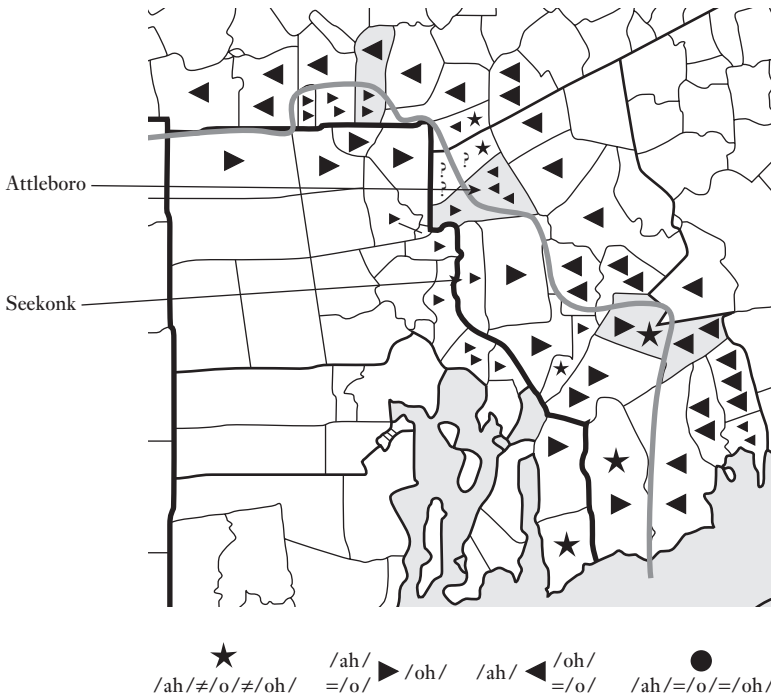 ?
?
?
?
Attleboro
Seekonk
/ah/≠/o/≠/oh/
/ah/ =/o/ /oh/
/ah/ /oh/ =/o/
/ah/=/o/=/oh/